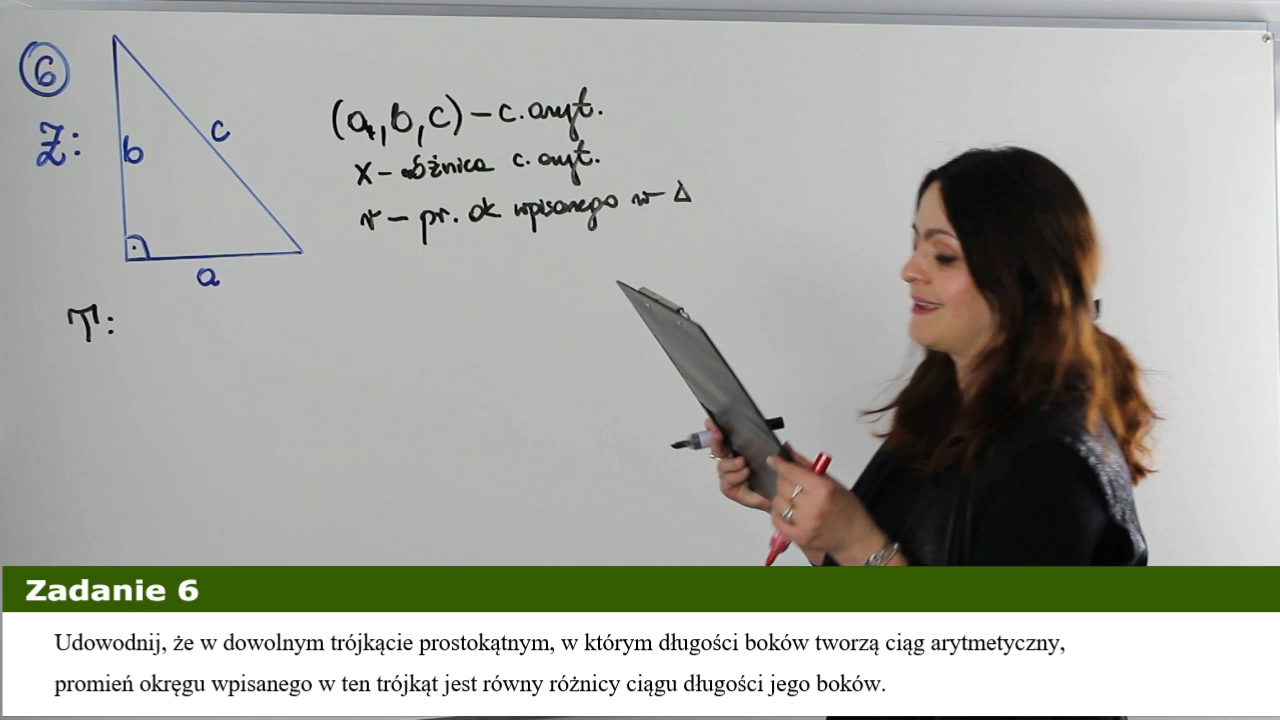 6
Z:
b
c
a
(a, b, c) – c. aryt.
x – różnica c. aryt.
r – pr. ok wpisanego w Δ
T:
Zadanie 6
Udowodnij, że w dowolnym trójkącie prostokątnym, w którym długości boków tworzą ciąg arytmetyczny,
promień okręgu wpisanego w ten trójkąt jest równy różnicy ciągu długości jego boków.